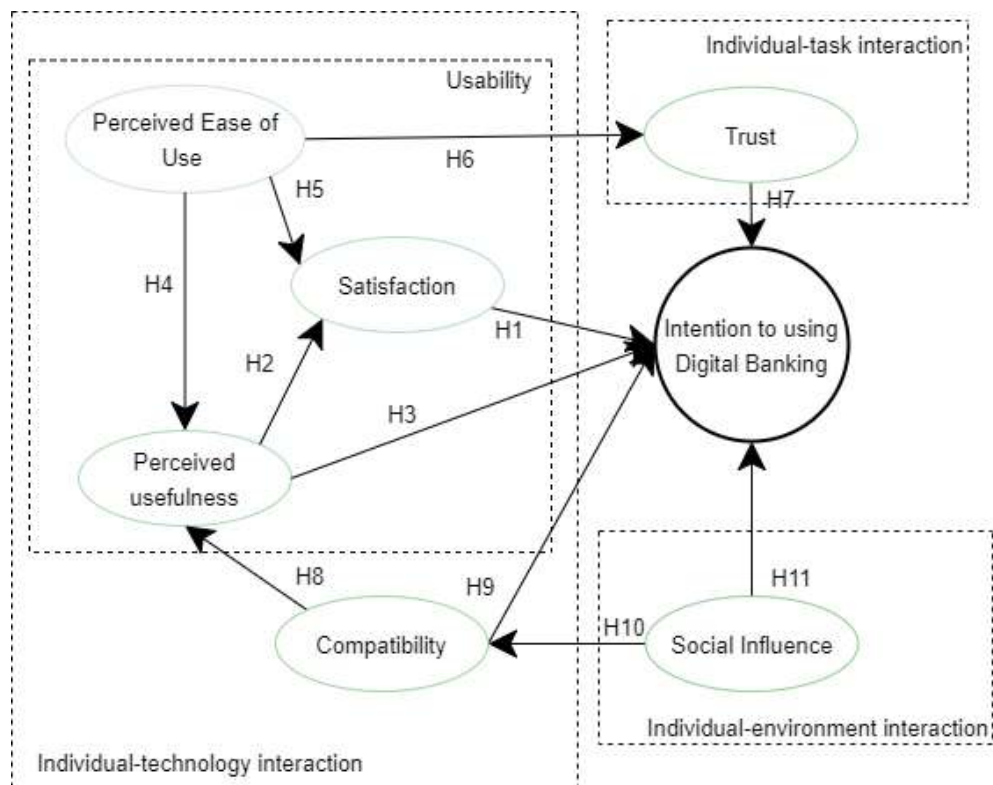 Individual-task interaction
Usability
Perceived Ease of
Use
Trust
H6
H5
H7
H4
Satisfaction
H1
Intention to using
Digital Banking
H2
H3
Perceived
usefulness
H8
H9
H11
H10
Compatibility
Social Influence
Individual-environment interaction
Individual-technology interaction